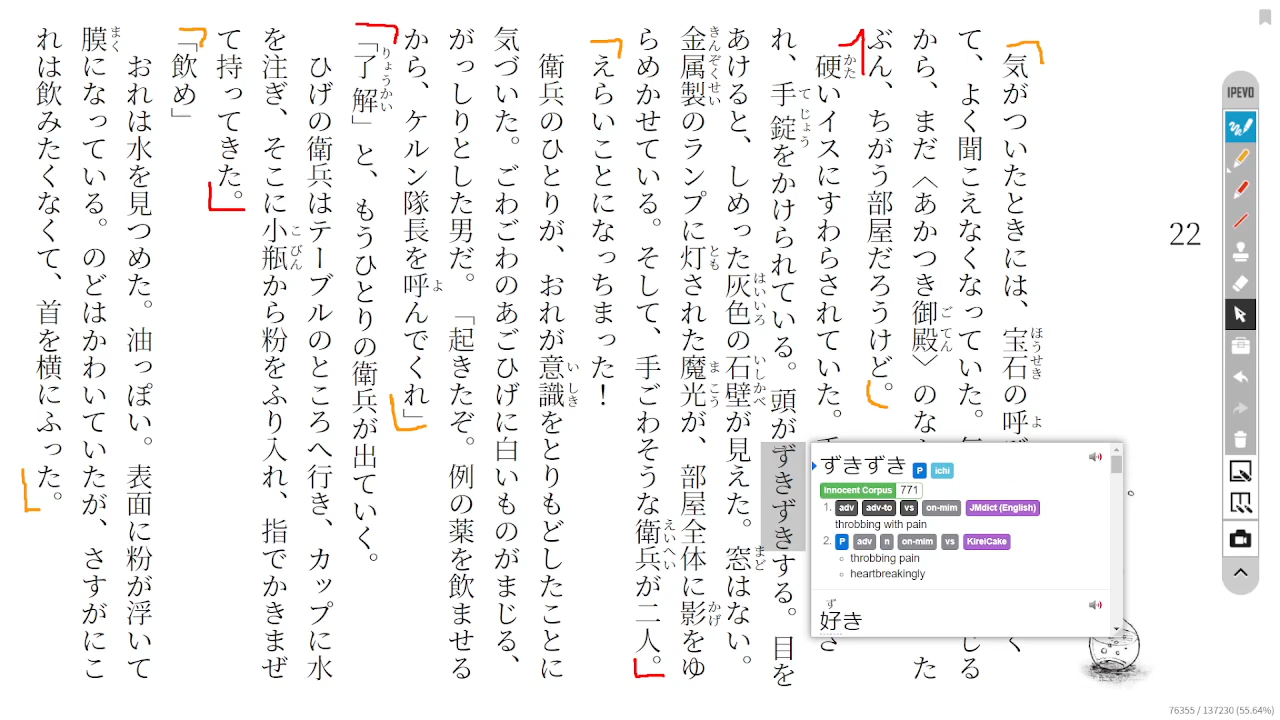 22
気がついたときには、宝石の呼 く
て、よく聞こえなくなっていた。 じる
から、まだ〈あかつき御殿〉のな た
ぶん、ちがう部屋だろうけど。
硬いイスにすわらされていた。 さ
れ、手錠をかけられている。頭がずきずきする。目を
あけると、しめった灰色の石壁が見えた。窓はない。
金属製のランプに灯された魔光が、部屋全体に影をゆ
らめかせている。そして、手ごわそうな衛兵が二人。
えらいことになっちまった！
衛兵のひとりが、おれが意識をとりもどしたことに
気づいた。ごわごわのあごひげに白いものがまじる、
がっしりとした男だ。「起きたぞ。例の薬を飲ませる
から、ケルン隊長を呼んでくれ」
「了解」と、もうひとりの衛兵が出ていく。
ひげの衛兵はテーブルのところへ行き、カップに水
を注ぎ、そこに小瓶から粉をふり入れ、指でかきまぜ
て持ってきた。
「飲め」
おれは水を見つめた。油っぽい。表面に粉が浮いて
膜になっている。のどはかわいていたが、さすがにこ
れは飲みたくなくて、首を横にふった。
ずきずき P ichi
Innocent Corpus 771
1. adv adv-to vs on-mim JMdict (English)
throbbing with pain
2. P adv n on-mim vs KireiCake
throbbing pain
heartbreakingly
好き
IPEVO
76355 / 137230 (55.64%)